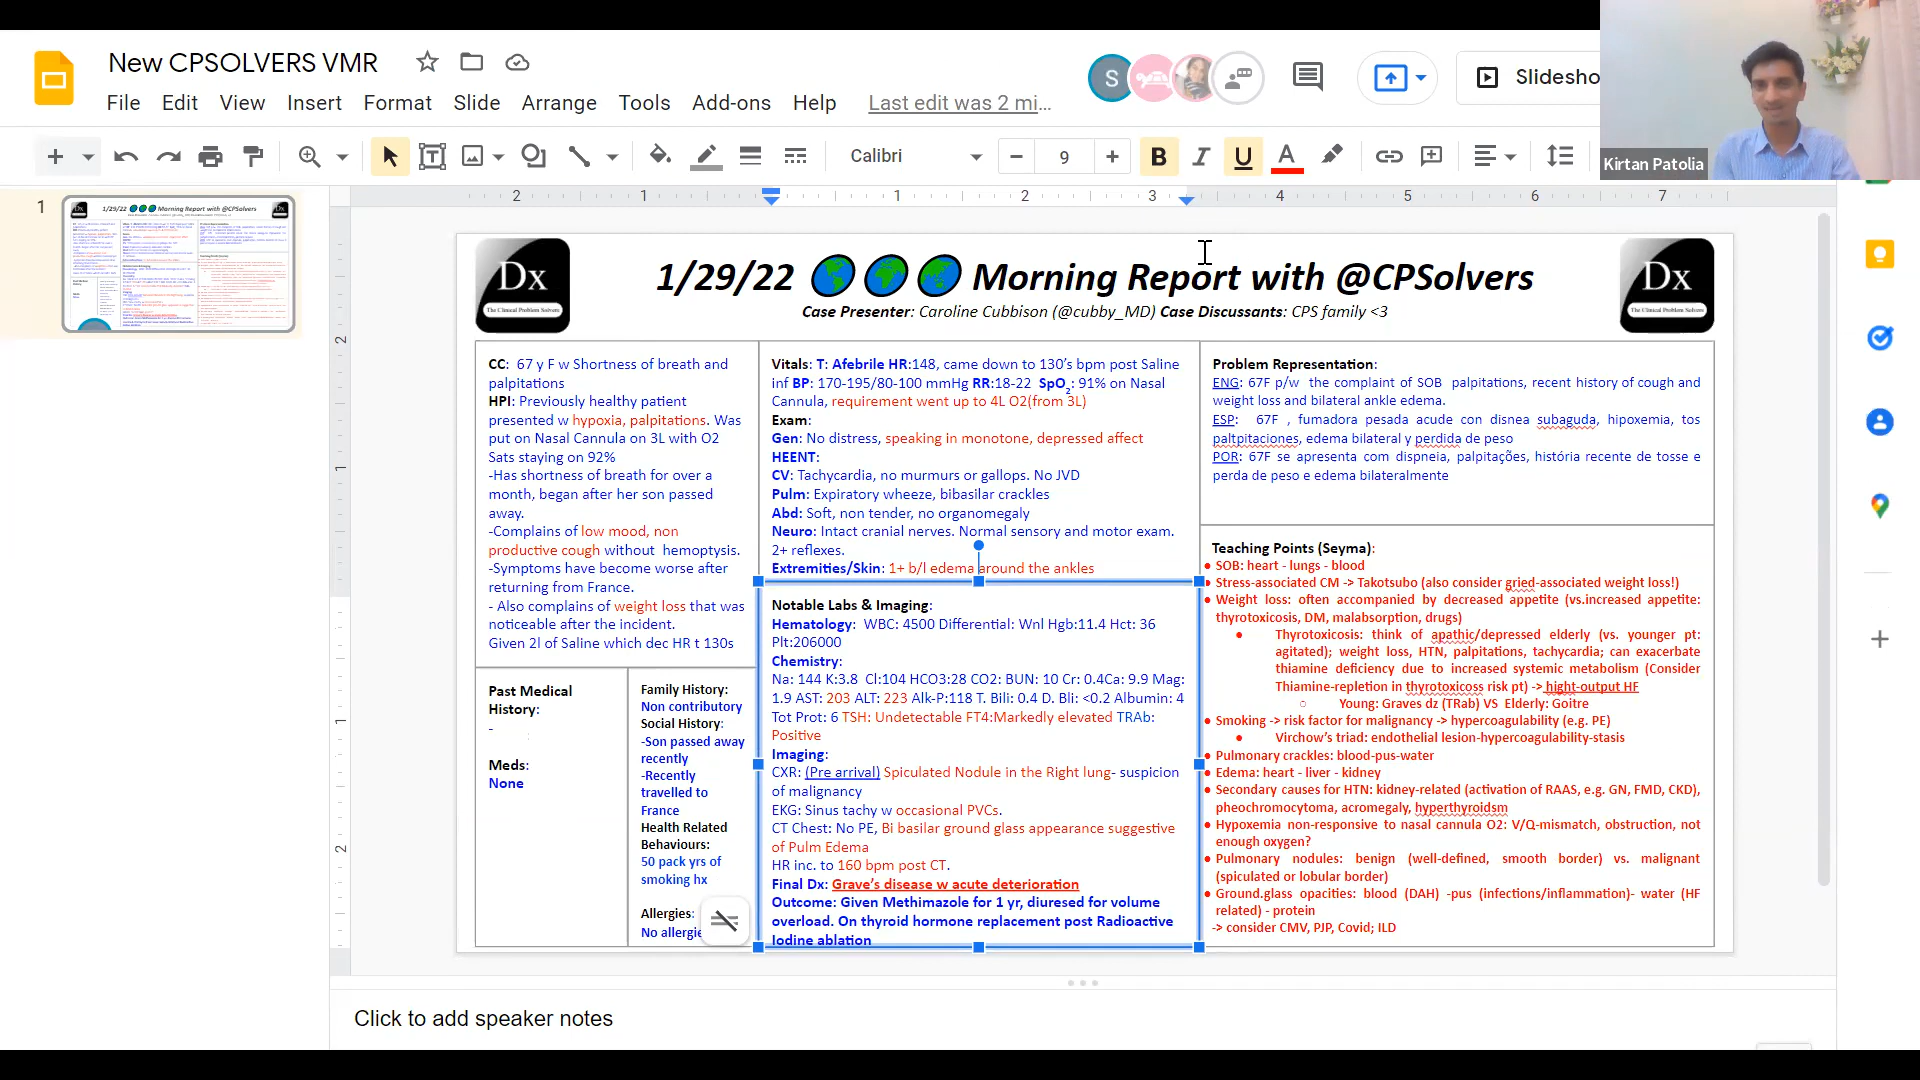 New CPSOLVERS VMR
File Edit View Insert Format Slide Arrange Tools Add-ons Help Last edit was 2 mi...
S
Slidesho
Kirtan Patolia
Calibri
9
B I U A
2 1 1 2 3 4 5 6 7
1
2
1
1
2
Dx
The Clinical Problem Solvers
1/29/22 Morning Report with @CPSolvers
Case Presenter: Caroline Cubbison (@cubby_MD) Case Discussants: CPS family <3
Dx
The Clinical Problem Solvers
CC: 67 y F w Shortness of breath and
palpitations
HPI: Previously healthy patient
presented w hypoxia, palpitations. Was
put on Nasal Cannula on 3L with O2
Sats staying on 92%
-Has shortness of breath for over a
month, began after her son passed
away.
-Complains of low mood, non
productive cough without hemoptysis.
-Symptoms have become worse after
returning from France.
- Also complains of weight loss that was
noticeable after the incident.
Given 2l of Saline which dec HR t 130s
Past Medical
History:
-
Meds:
None
Family History:
Non contributory
Social History:
-Son passed away
recently
-Recently
travelled to
France
Health Related
Behaviours:
50 pack yrs of
smoking hx
Allergies:
No allergie
Vitals: T: Afebrile HR:148, came down to 130's bpm post Saline
inf BP: 170-195/80-100 mmHg RR:18-22 SpO2: 91% on Nasal
Cannula, requirement went up to 4L O2(from 3L)
Exam:
Gen: No distress, speaking in monotone, depressed affect
HEENT:
CV: Tachycardia, no murmurs or gallops. No JVD
Pulm: Expiratory wheeze, bibasilar crackles
Abd: Soft, non tender, no organomegaly
Neuro: Intact cranial nerves. Normal sensory and motor exam.
2+ reflexes.
Extremities/Skin: 1+ b/l edema around the ankles
Notable Labs & Imaging:
Hematology: WBC: 4500 Differential: Wnl Hgb:11.4 Hct: 36
Plt:206000
Chemistry:
Na: 144 K:3.8 Cl:104 HCO3:28 CO2: BUN: 10 Cr: 0.4Ca: 9.9 Mag:
1.9 AST: 203 ALT: 223 Alk-P:118 T. Bili: 0.4 D. Bli: <0.2 Albumin: 4
Tot Prot: 6 TSH: Undetectable FT4:Markedly elevated TRAb:
Positive
Imaging:
CXR: (Pre arrival) Spiculated Nodule in the Right lung- suspicion
of malignancy
EKG: Sinus tachy w occasional PVCs.
CT Chest: No PE, Bi basilar ground glass appearance suggestive
of Pulm Edema
HR inc. to 160 bpm post CT.
Final Dx: Grave's disease w acute deterioration
Outcome: Given Methimazole for 1 yr, diuresed for volume
overload. On thyroid hormone replacement post Radioactive
Iodine ablation
Problem Representation:
ENG: 67F p/w the complaint of SOB palpitations, recent history of cough and
weight loss and bilateral ankle edema.
ESP: 67F , fumadora pesada acude con disnea subaguda, hipoxemia, tos
paltpitaciones, edema bilateral y perdida de peso
POR: 67F se apresenta com dispneia, palpitações, história recente de tosse e
perda de peso e edema bilateralmente
Teaching Points (Seyma):
• SOB: heart - lungs - blood
• Stress-associated CM -> Takotsubo (also consider gried-associated weight loss!)
• Weight loss: often accompanied by decreased appetite (vs.increased appetite:
thyrotoxicosis, DM, malabsorption, drugs)
• Thyrotoxicosis: think of apathic/depressed elderly (vs. younger pt:
agitated); weight loss, HTN, palpitations, tachycardia; can exacerbate
thiamine deficiency due to increased systemic metabolism (Consider
Thiamine-repletion in thyrotoxicoss risk pt) -> hight-output HF
○ Young: Graves dz (TRab) VS Elderly: Goitre
• Smoking -> risk factor for malignancy -> hypercoagulability (e.g. PE)
• Virchow's triad: endothelial lesion-hypercoagulability-stasis
• Pulmonary crackles: blood-pus-water
• Edema: heart - liver - kidney
• Secondary causes for HTN: kidney-related (activation of RAAS, e.g. GN, FMD, CKD),
pheochromocytoma, acromegaly, hyperthyroidsm
• Hypoxemia non-responsive to nasal cannula O2: V/Q-mismatch, obstruction, not
enough oxygen?
• Pulmonary nodules: benign (well-defined, smooth border) vs. malignant
(spiculated or lobular border)
• Ground.glass opacities: blood (DAH) -pus (infections/inflammation)- water (HF
related) - protein
-> consider CMV, PJP, Covid; ILD
Click to add speaker notes